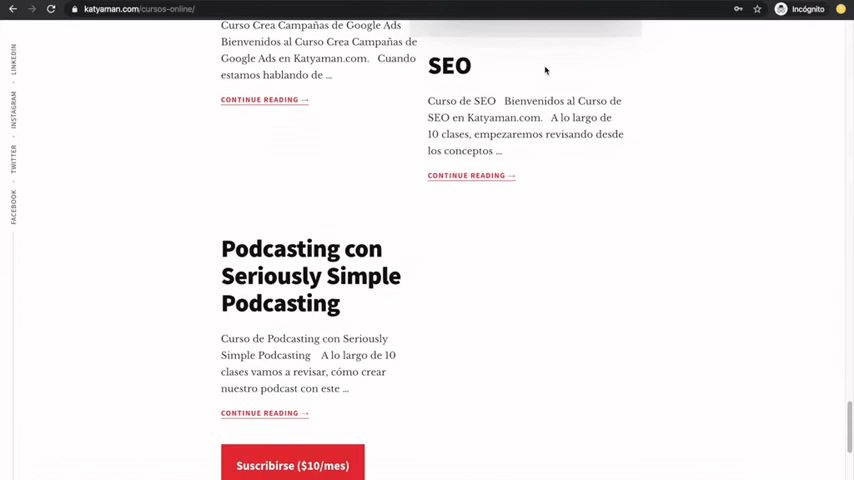 katyaman.com/cursos-online/
Incógnito
LINKEDIN
INSTAGRAM
TWITTER
FACEBOOK
Curso Crea Campañas de Google Ads
Bienvenidos al Curso Crea Campañas de
Google Ads en Katyaman.com. Cuando
estamos hablando de ...
CONTINUE READING →
SEO
Curso de SEO Bienvenidos al Curso de
SEO en Katyaman.com. A lo largo de
10 clases, empezaremos revisando desde
los conceptos ...
CONTINUE READING →
Podcasting con
Seriously Simple
Podcasting
Curso de Podcasting con Seriously
Simple Podcasting A lo largo de 10
clases vamos a revisar, cómo crear
nuestro podcast con este ...
CONTINUE READING →
Suscribirse ($10/mes)